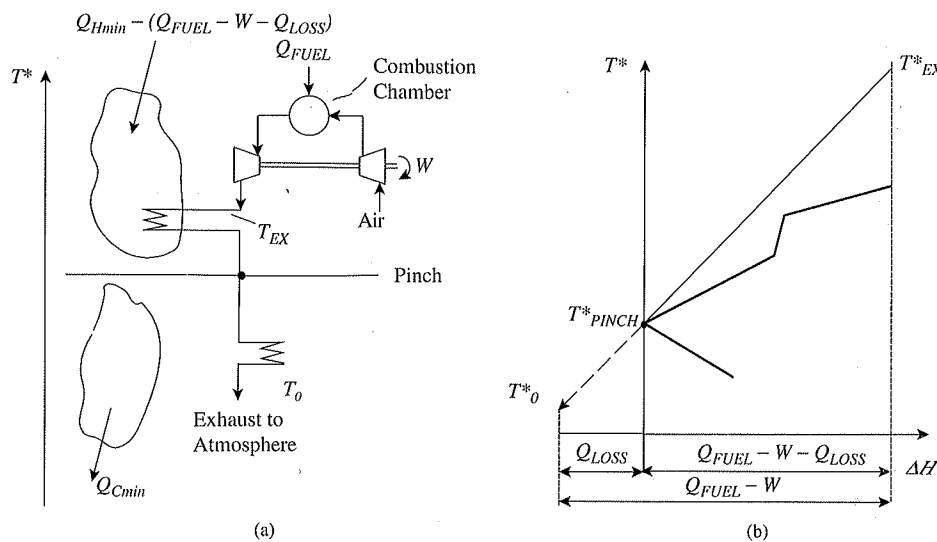 Q_Hmin – (Q_FUEL – W – Q_LOSS)
Q_FUEL
T*
Combustion
Chamber
W
Air
T_EX
Pinch
T_0
Exhaust to
Atmosphere
Q_Cmin
(a)
T*
T*_EX
T*_PINCH
T*_0
Q_LOSS
Q_FUEL – W – Q_LOSS
ΔH
Q_FUEL – W
(b)